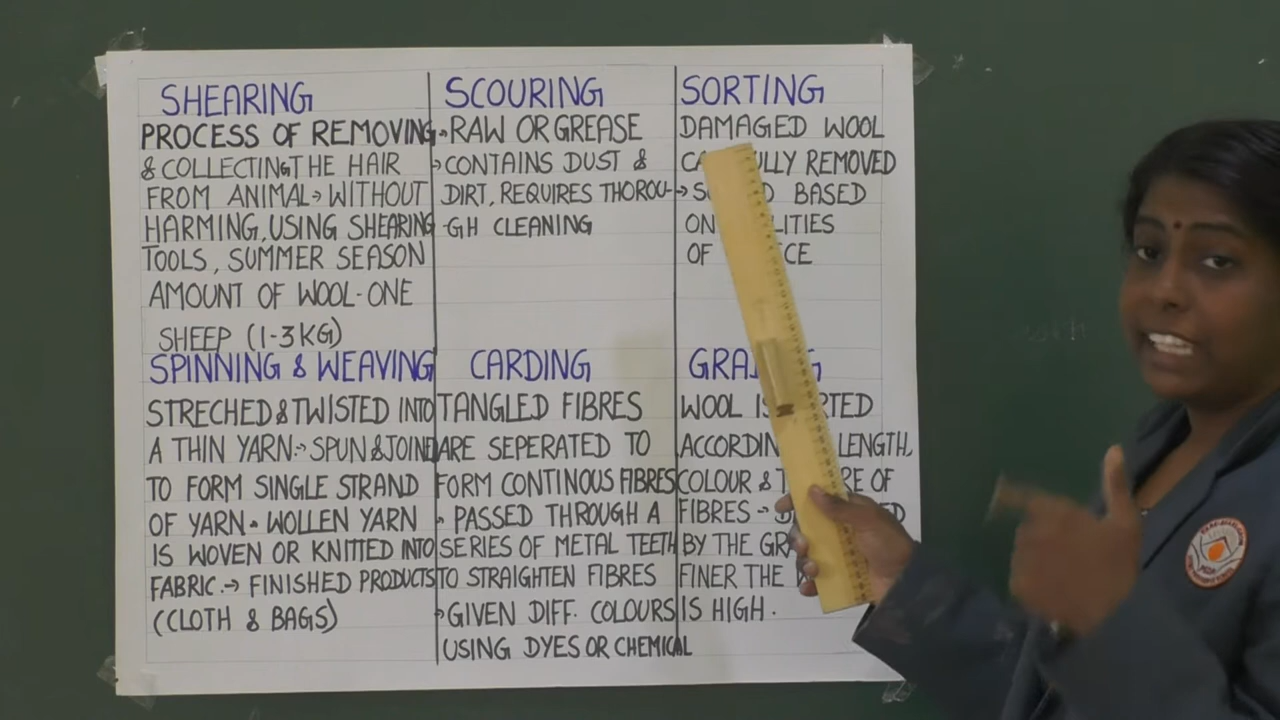 SHEARING
PROCESS OF REMOVING
& COLLECTING THE HAIR
FROM ANIMAL → WITHOUT
HARMING, USING SHEARING
TOOLS, SUMMER SEASON
AMOUNT OF WOOL-ONE
SHEEP (1-3KG)
SCOURING
→ RAW OR GREASE
→ CONTAINS DUST &
DIRT, REQUIRES THOROU-
-GH CLEANING
SORTING
DAMAGED WOOL
REMOVED
→ BASED
ON
OF
SPINNING & WEAVING
STRECHED & TWISTED INTO
A THIN YARN → SPUN & JOINED
TO FORM SINGLE STRAND
OF YARN • WOLLEN YARN
IS WOVEN OR KNITTED INTO
FABRIC → FINISHED PRODUCTS
(CLOTH & BAGS)
CARDING
TANGLED FIBRES
ARE SEPERATED TO
FORM CONTINOUS FIBRES
→ PASSED THROUGH A
SERIES OF METAL TEETH
TO STRAIGHTEN FIBRES
→ GIVEN DIFF. COLOURS
USING DYES OR CHEMICAL
WOOL IS
LENGTH,
COLOUR & OF
FIBRES -
BY THE
FINER THE
IS HIGH.